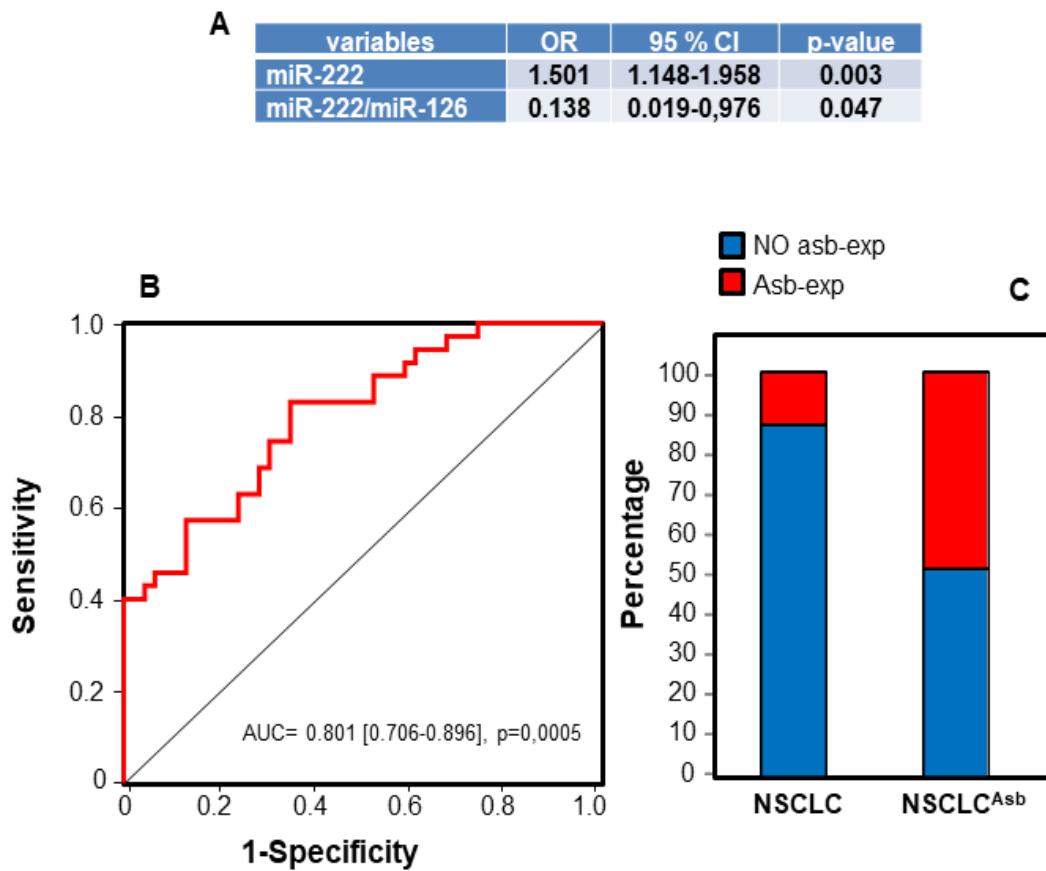 A
variables OR 95 % CI p-value
miR-222 1.501 1.148-1.958 0.003
miR-222/miR-126 0.138 0.019-0,976 0.047
NO asb-exp
Asb-exp
B
C
1.0
0.8
0.6
0.4
0.2
0
Sensitivity
AUC= 0.801 [0.706-0.896], p=0,0005
0 0.2 0.4 0.6 0.8 1.0
1-Specificity
100
90
80
70
60
50
40
30
20
10
0
Percentage
NSCLC NSCLCAsb